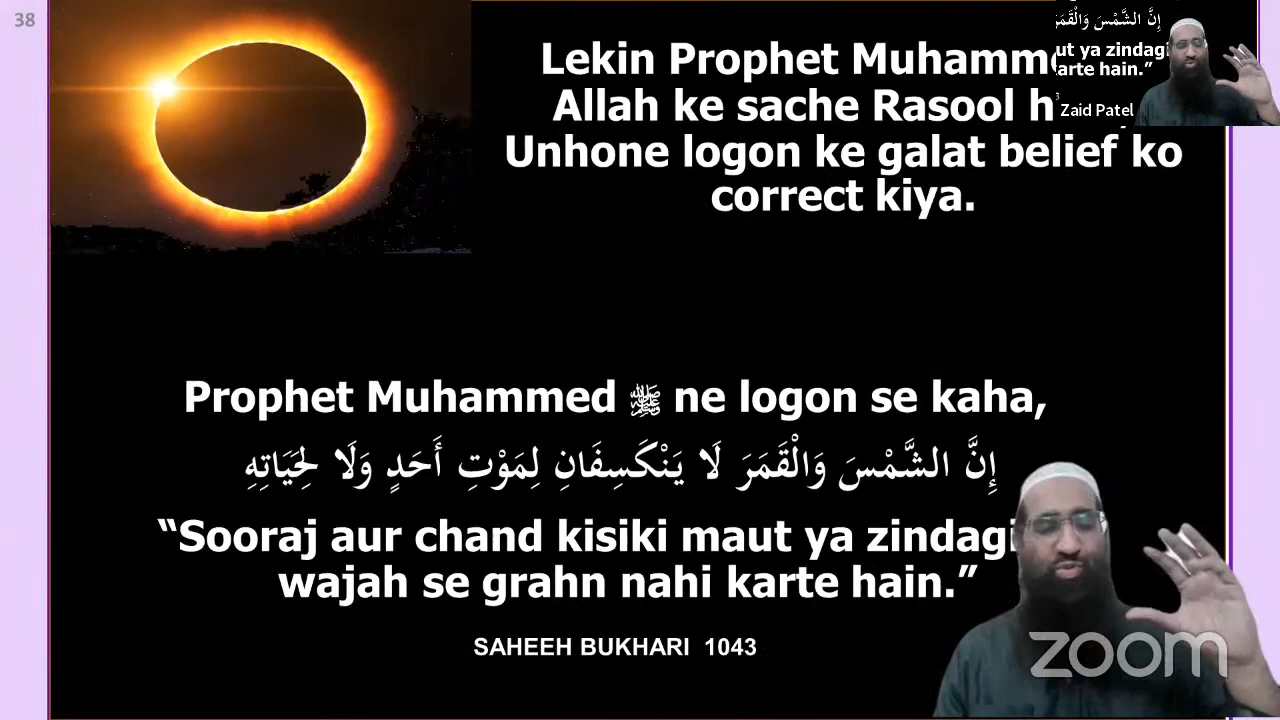 38
Lekin Prophet Muhamm
Allah ke sache Rasool h
Unhone logon ke galat belief ko
correct kiya.
إِنَّ الشَّمْسَ وَالْقَمَرَ
ut ya zindagi
arte hain.”
Zaid Patel
Prophet Muhammed ﷺ ne logon se kaha,
إِنَّ الشَّمْسَ وَالْقَمَرَ لَا يَنْكَسِفَانِ لِمَوْتِ أَحَدٍ وَلَا لِحَيَاتِهِ
“Sooraj aur chand kisiki maut ya zindagi
wajah se grahn nahi karte hain.”
SAHEEH BUKHARI 1043
zoom